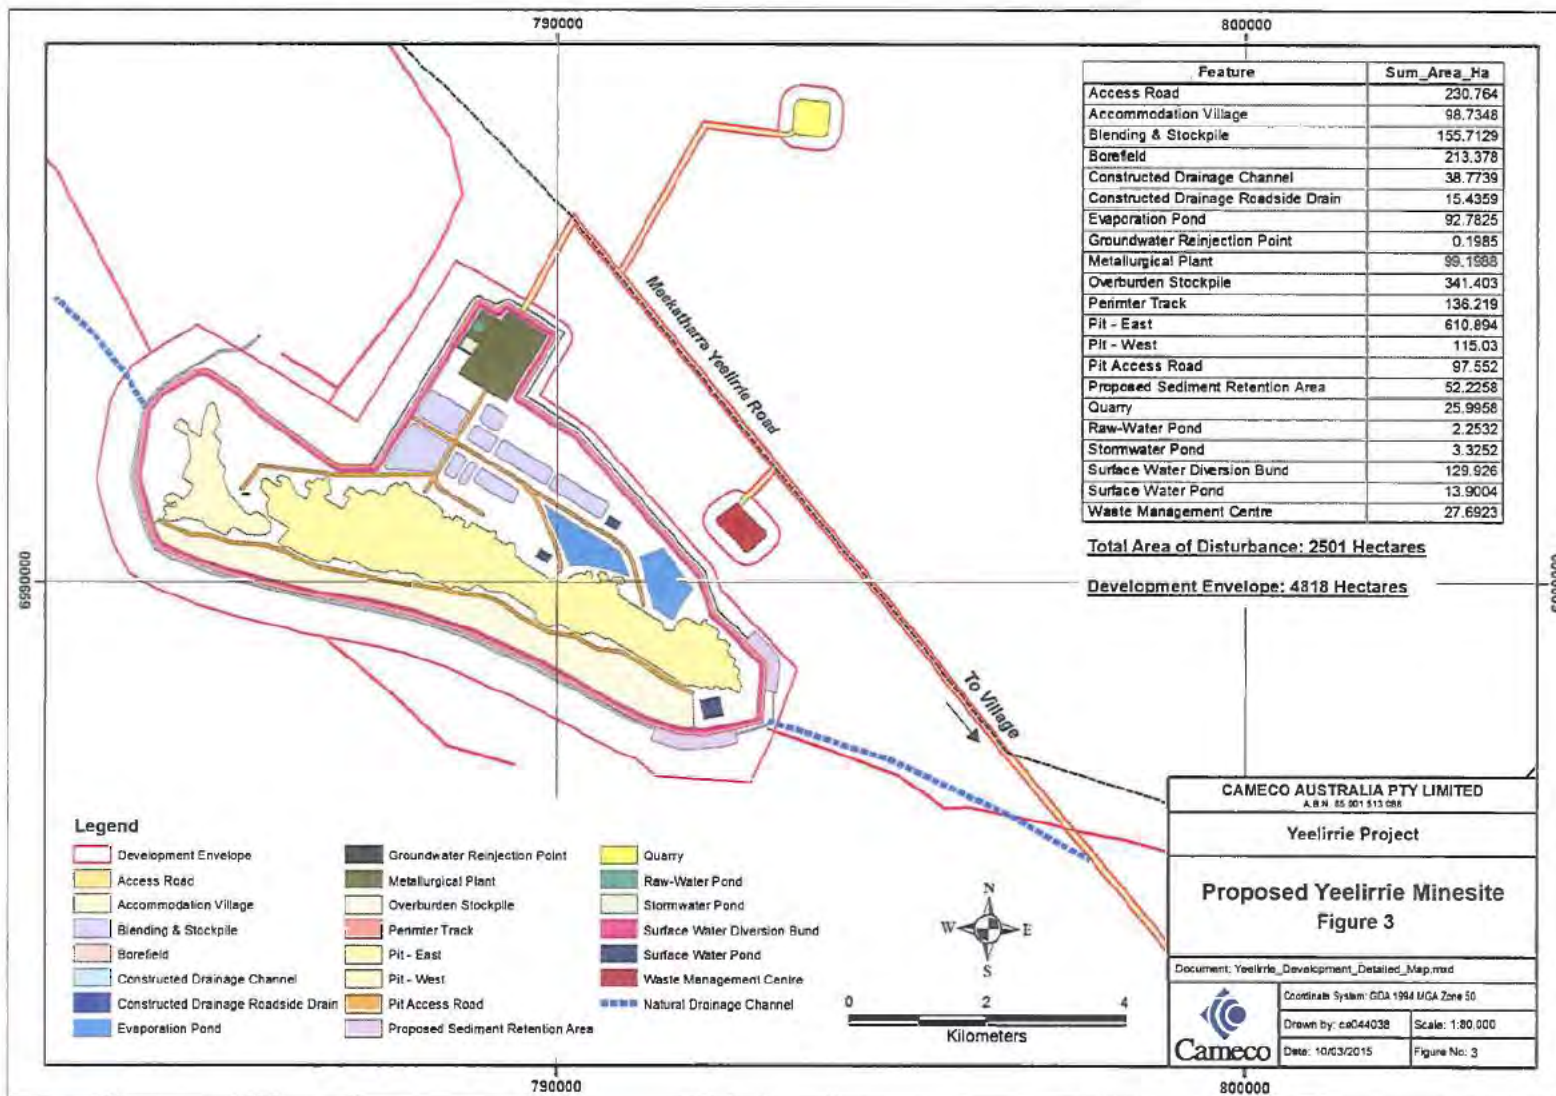 790000
800000
Feature Sum_Area_Ha
Access Road 230.764
Accommodation Village 98.7348
Blending & Stockpile 155.7129
Borefield 213.378
Constructed Drainage Channel 38.7739
Constructed Drainage Roadside Drain 15.4359
Evaporation Pond 92.7825
Groundwater Reinjection Point 0.1985
Metallurgical Plant 99.1988
Overburden Stockpile 341.403
Perimter Track 136.219
Pit - East 610.894
Pit - West 115.03
Pit Access Road 97.552
Proposed Sediment Retention Area 52.2258
Quarry 25.9958
Raw-Water Pond 2.2532
Stormwater Pond 3.3252
Surface Water Diversion Bund 129.926
Surface Water Pond 13.9004
Waste Management Centre 27.6923
Total Area of Disturbance: 2501 Hectares
Development Envelope: 4818 Hectares
Meekatharra Yeelirrie Road
6990000
6990000
To Village
Legend
Development Envelope
Access Road
Accommodation Village
Blending & Stockpile
Borefield
Constructed Drainage Channel
Constructed Drainage Roadside Drain
Evaporation Pond
Groundwater Reinjection Point
Metallurgical Plant
Overburden Stockpile
Perimter Track
Pit - East
Pit - West
Pit Access Road
Proposed Sediment Retention Area
Quarry
Raw-Water Pond
Stormwater Pond
Surface Water Diversion Bund
Surface Water Pond
Waste Management Centre
Natural Drainage Channel
N
W E
S
0 2 4
Kilometers
CAMECO AUSTRALIA PTY LIMITED
A.B.N. 65 001 513 088
Yeelirrie Project
Proposed Yeelirrie Minesite
Figure 3
Document: Yeelirrie_Development_Detailed_Map.mxd
Cameco
Coordinate System: GDA 1994 MGA Zone 50
Drawn by: ce044038 Scale: 1:80,000
Date: 10/03/2015 Figure No: 3
790000
800000